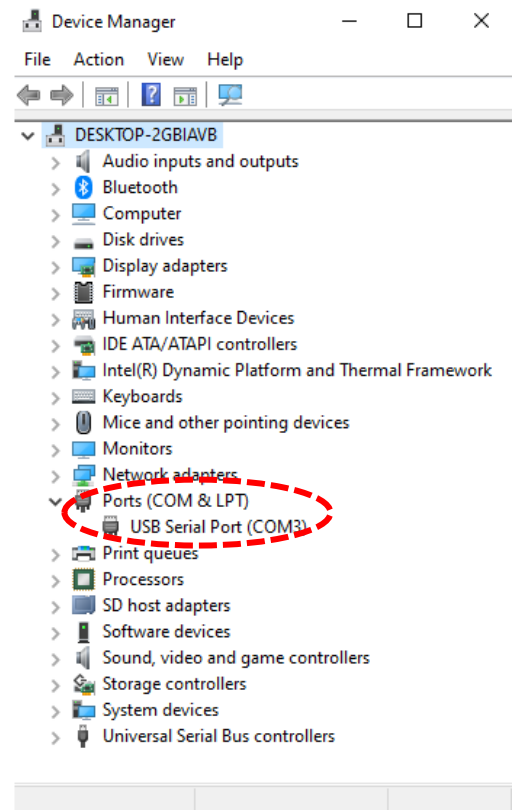 Device Manager
File Action View Help
DESKTOP-2GBIAVB
Audio inputs and outputs
Bluetooth
Computer
Disk drives
Display adapters
Firmware
Human Interface Devices
IDE ATA/ATAPI controllers
Intel(R) Dynamic Platform and Thermal Framework
Keyboards
Mice and other pointing devices
Monitors
Network adapters
Ports (COM & LPT)
USB Serial Port (COM3)
Print queues
Processors
SD host adapters
Software devices
Sound, video and game controllers
Storage controllers
System devices
Universal Serial Bus controllers